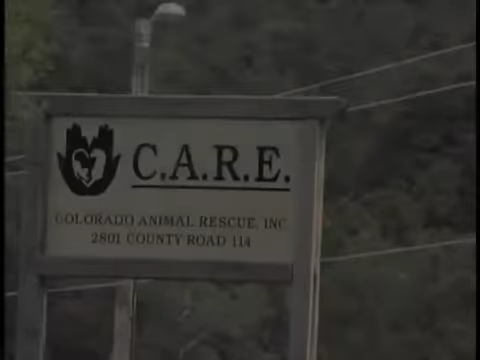 C.A.R.E.
COLORADO ANIMAL RESCUE, INC.
2801 COUNTY ROAD 114